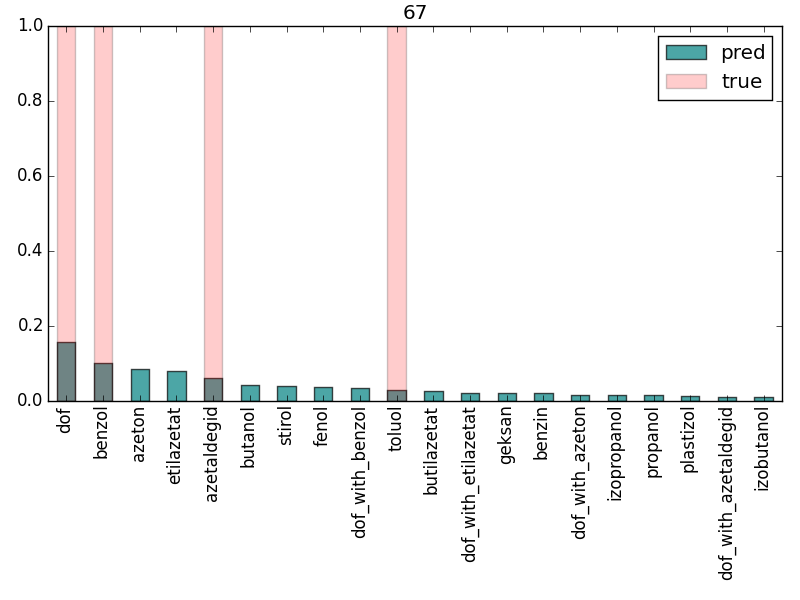 67
1.0
0.8
0.6
0.4
0.2
0.0
pred
true
dof
benzol
azeton
etilazetat
azetaldegid
butanol
stirol
fenol
dof_with_benzol
toluol
butilazetat
dof_with_etilazetat
geksan
benzin
dof_with_azeton
izopropanol
propanol
plastizol
dof_with_azetaldegid
izobutanol